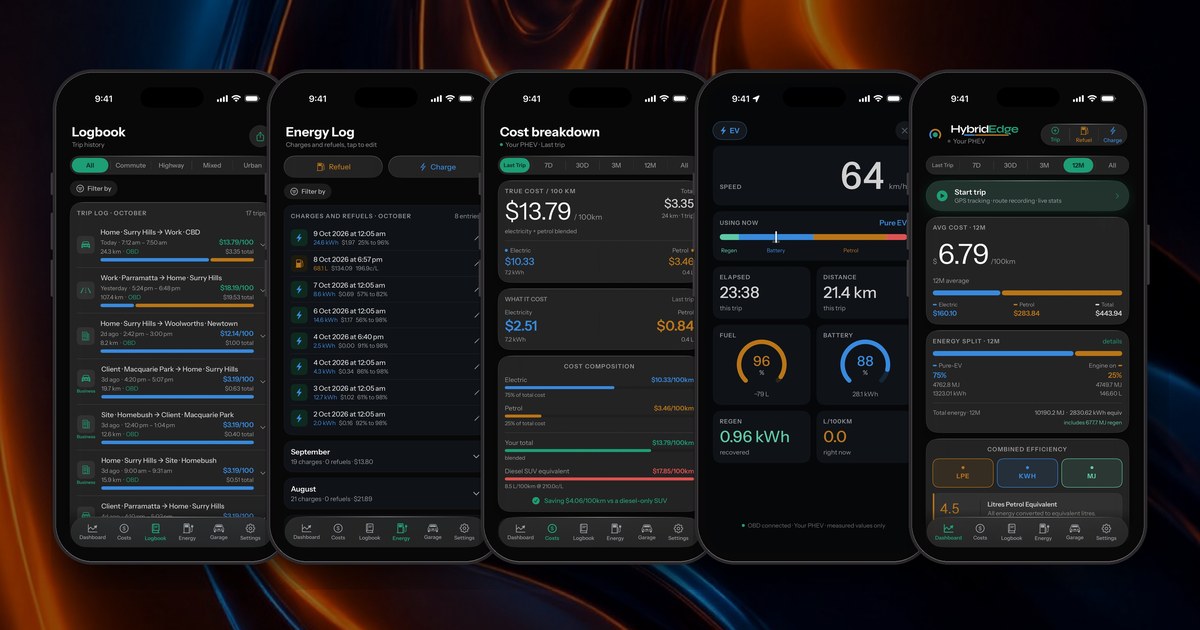 9:41
Logbook
Trip history
All Commute Highway Mixed Urban
Filter by
TRIP LOG · OCTOBER 17 trips
Home · Surry Hills → Work · CBD
Today · 7:12 am – 7:50 am $13.79/100
24.3 km · OBD $3.35 total
Work · Parramatta → Home · Surry Hills
Yesterday · 5:24 pm – 6:48 pm $18.19/100
107.4 km · OBD $19.53 total
Home · Surry Hills → Woolworths · Newtown
2d ago · 2:42 pm – 3:00 pm $12.14/100
8.2 km · OBD $1.00 total
Client · Macquarie Park → Home · Surry Hills
3d ago · 4:20 pm – 5:07 pm $3.19/100
Business 19.7 km · OBD $0.63 total
Site · Homebush → Client · Macquarie Park
3d ago · 12:40 pm – 1:04 pm $3.19/100
Business 12.6 km · OBD $0.40 total
Home · Surry Hills → Site · Homebush
3d ago · 9:00 am – 9:31 am $3.19/100
Business 15.9 km · OBD $0.51 total
Client · Parramatta → Home · Surry Hills
Dashboard Costs Logbook Energy Garage Settings
9:41
Energy Log
Charges and refuels, tap to edit
Refuel Charge
Filter by
CHARGES AND REFUELS · OCTOBER 8 entries
9 Oct 2026 at 12:05 am
24.6 kWh $1.97 25% to 98%
8 Oct 2026 at 6:57 pm
68.1 L $134.09 196.9c/L
7 Oct 2026 at 12:05 am
8.6 kWh $0.69 57% to 82%
6 Oct 2026 at 12:05 am
14.6 kWh $1.17 56% to 98%
4 Oct 2026 at 6:40 pm
2.5 kWh $0.00 91% to 98%
4 Oct 2026 at 12:05 am
4.3 kWh $0.34 86% to 98%
3 Oct 2026 at 12:05 am
12.7 kWh $1.02 61% to 98%
2 Oct 2026 at 12:05 am
2.0 kWh $0.16 92% to 98%
September
19 charges · 0 refuels · $13.80
August
21 charges · 0 refuels · $21.89
Dashboard Costs Logbook Energy Garage Settings
9:41
Cost breakdown
Your PHEV · Last trip
Last Trip 7D 30D 3M 12M All
TRUE COST / 100 KM Total
$13.79 / 100km $3.35
24 km · 1 trip
electricity + petrol blended
Electric Petrol
$10.33 $3.46
7.2 kWh 0.4 L
WHAT IT COST Last trip
Electricity Petrol
$2.51 $0.84
7.2 kWh 0.4 L
COST COMPOSITION
Electric $10.33/100km
75% of total cost
Petrol $3.46/100km
25% of total cost
Your total $13.79/100km
blended
Diesel SUV equivalent $17.85/100km
8.5 L/100km @ 210.0c/L
Saving $4.06/100km vs a diesel-only SUV
Dashboard Costs Logbook Energy Garage Settings
9:41
EV
SPEED 64 km/h
USING NOW Pure EV
Regen Battery Petrol
ELAPSED DISTANCE
23:38 21.4 km
this trip this trip
FUEL BATTERY
96 88
% %
~79 L 28.1 kWh
REGEN L/100KM
0.96 kWh 0.0
recovered right now
OBD connected · Your PHEV · measured values only
9:41
HybridEdge
Your PHEV
Trip Refuel Charge
Last Trip 7D 30D 3M 12M All
Start trip
GPS tracking · route recording · live stats
AVG COST · 12M
$ 6.79 /100km
12M average
Electric Petrol Total
$160.10 $283.84 $443.94
ENERGY SPLIT · 12M details
Pure-EV Engine on
75% 25%
4782.8 MJ 4749.7 MJ
1323.01 kWh 146.60 L
Total energy · 12M 10190.2 MJ · 2830.62 kWh equiv
includes 677.7 MJ regen
COMBINED EFFICIENCY
LPE KWH MJ
4.5 Litres Petrol Equivalent
All energy converted to equivalent litres.
Dashboard Costs Logbook Energy Garage Settings